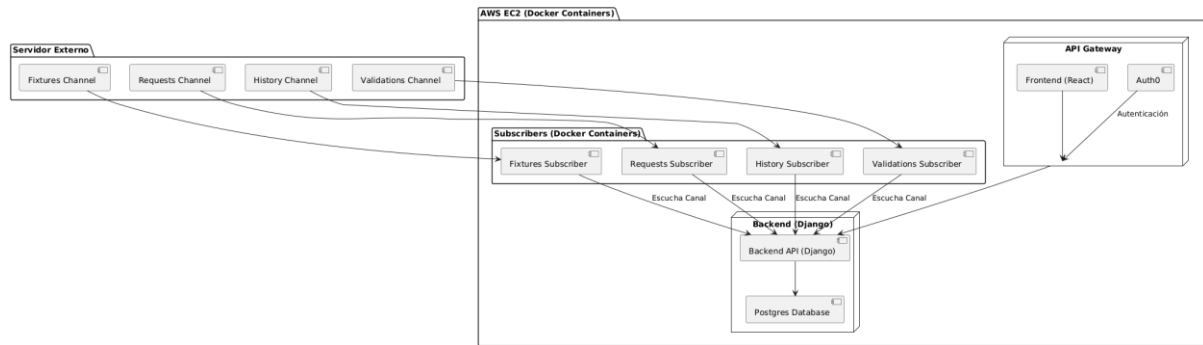 AWS EC2 (Docker Containers)
Servidor Externo
Fixtures Channel
Requests Channel
History Channel
Validations Channel
API Gateway
Frontend (React)
Auth0
Autenticación
Subscribers (Docker Containers)
Fixtures Subscriber
Requests Subscriber
History Subscriber
Validations Subscriber
Escucha Canal
Escucha Canal
Escucha Canal
Escucha Canal
Backend (Django)
Backend API (Django)
Postgres Database